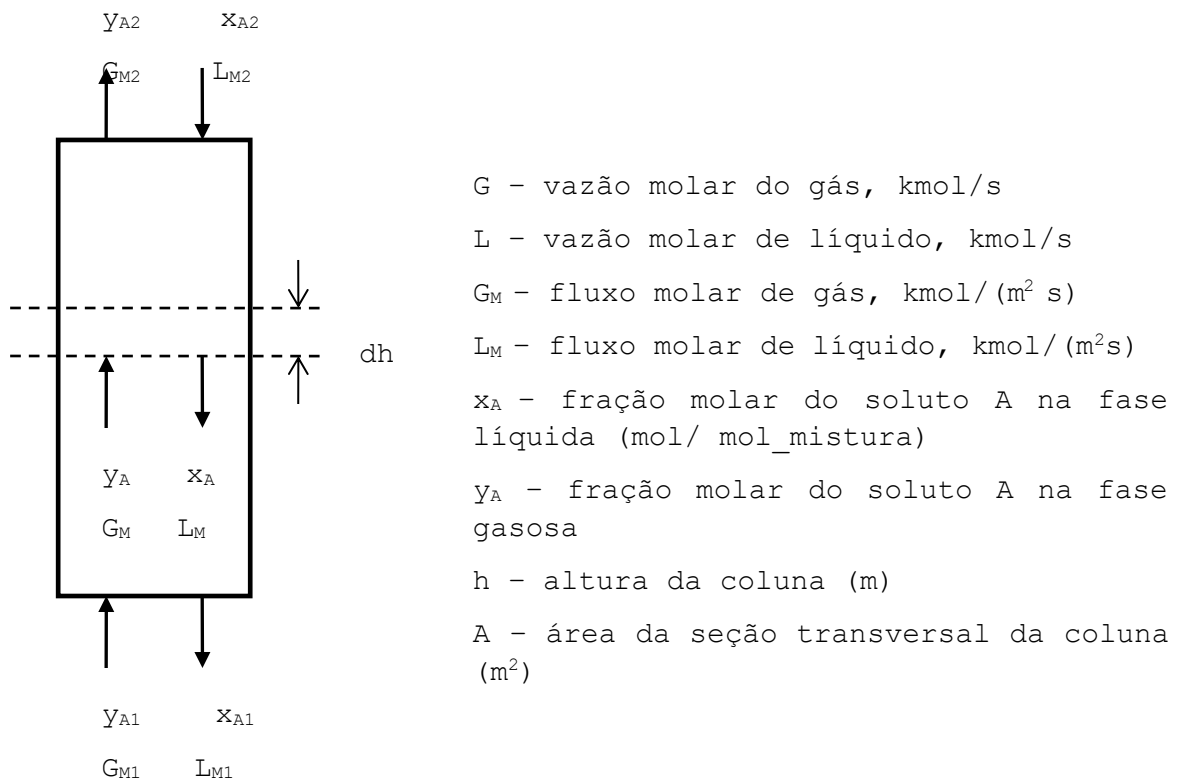 yA2 xA2
GM2 LM2
G – vazão molar do gás, kmol/s
L – vazão molar de líquido, kmol/s
GM – fluxo molar de gás, kmol/(m² s)
dh
LM – fluxo molar de líquido, kmol/(m²s)
xA – fração molar do soluto A na fase
líquida (mol/ mol_mistura)
yA xA
yA – fração molar do soluto A na fase
gasosa
GM LM
h – altura da coluna (m)
A – área da seção transversal da coluna
(m²)
yA1 xA1
GM1 LM1